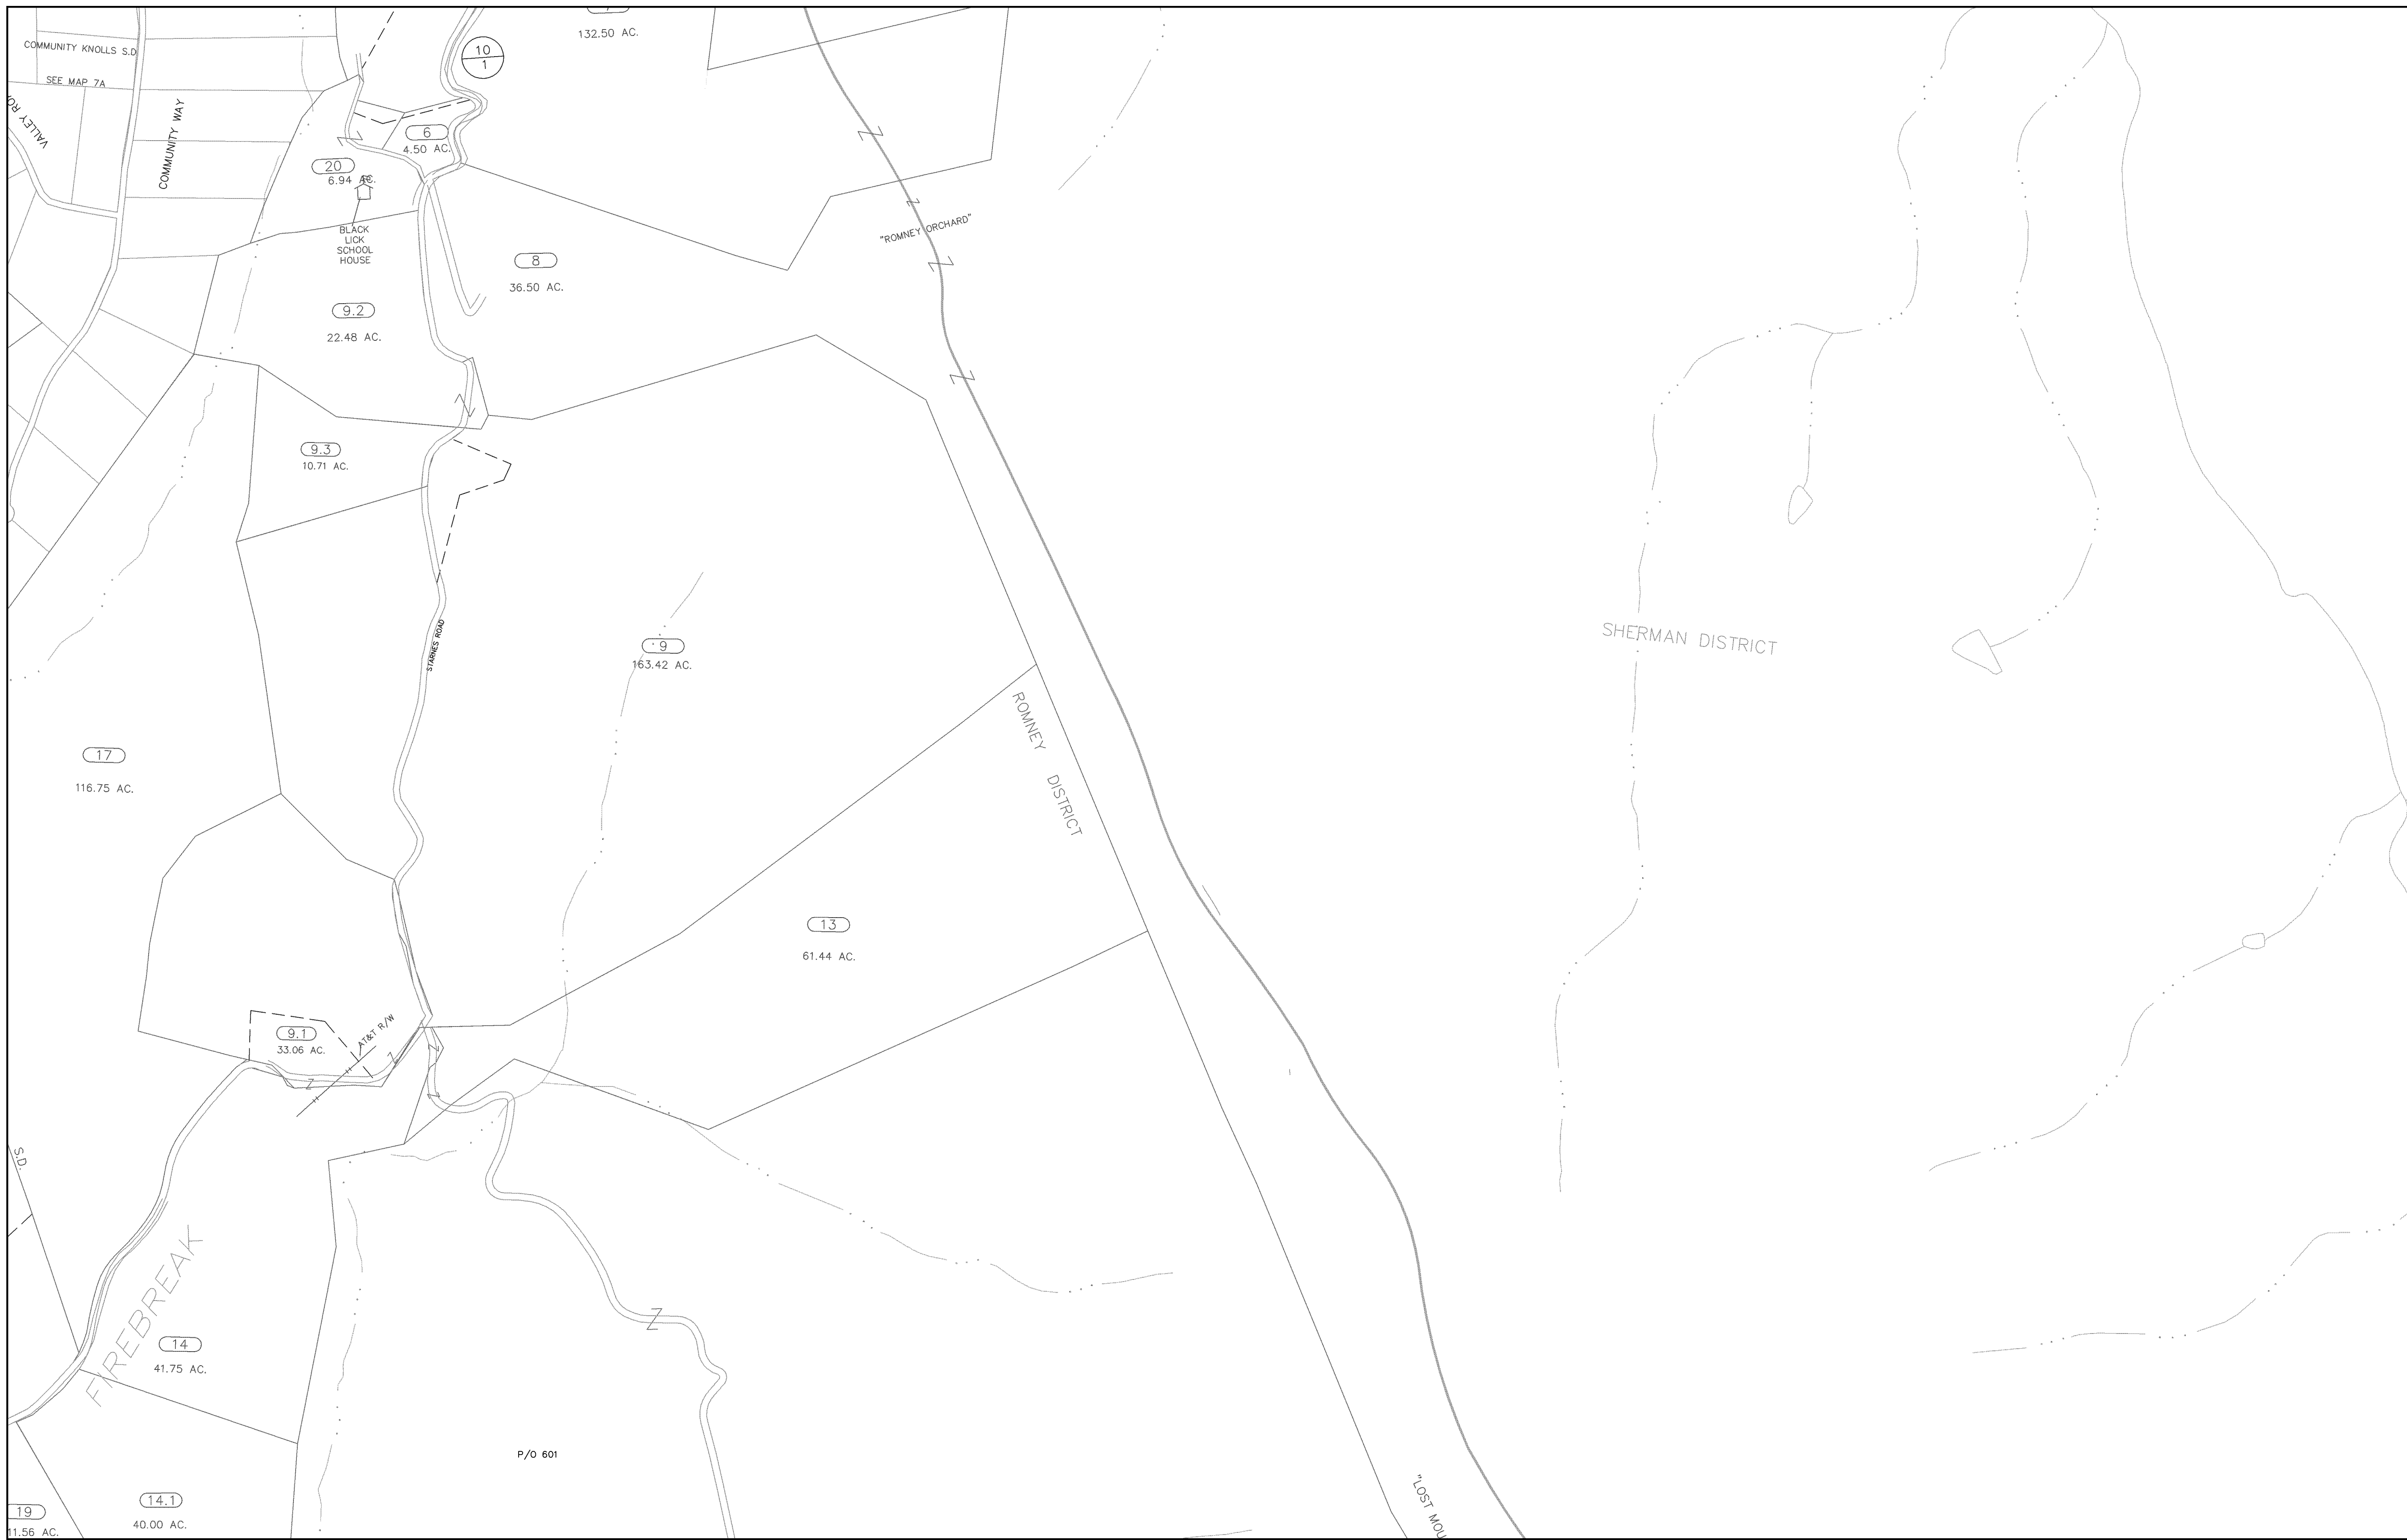 132.50 AC.
10
1
COMMUNITY KNOLLS S.D
SEE MAP 7A
VALLEY
COMMUNITY WAY
6
4.50 AC.
20
6.94 AC.
BLACK
LICK
SCHOOL
HOUSE
"ROMNEY ORCHARD"
8
36.50 AC.
9.2
22.48 AC.
9.3
10.71 AC.
STARNES ROAD
9
163.42 AC.
SHERMAN DISTRICT
ROMNEY DISTRICT
17
116.75 AC.
13
61.44 AC.
9.1
33.06 AC.
AT&T R/W
S.D.
FIREBREAK
14
41.75 AC.
P/O 601
14.1
40.00 AC.
19
11.56 AC.
"LOST MOU